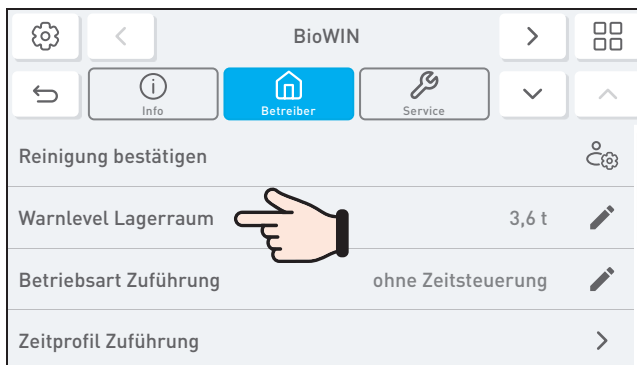 BioWIN
Info
Betreiber
Service
Reinigung bestätigen
Warnlevel Lagerraum 3,6 t
Betriebsart Zuführung ohne Zeitsteuerung
Zeitprofil Zuführung